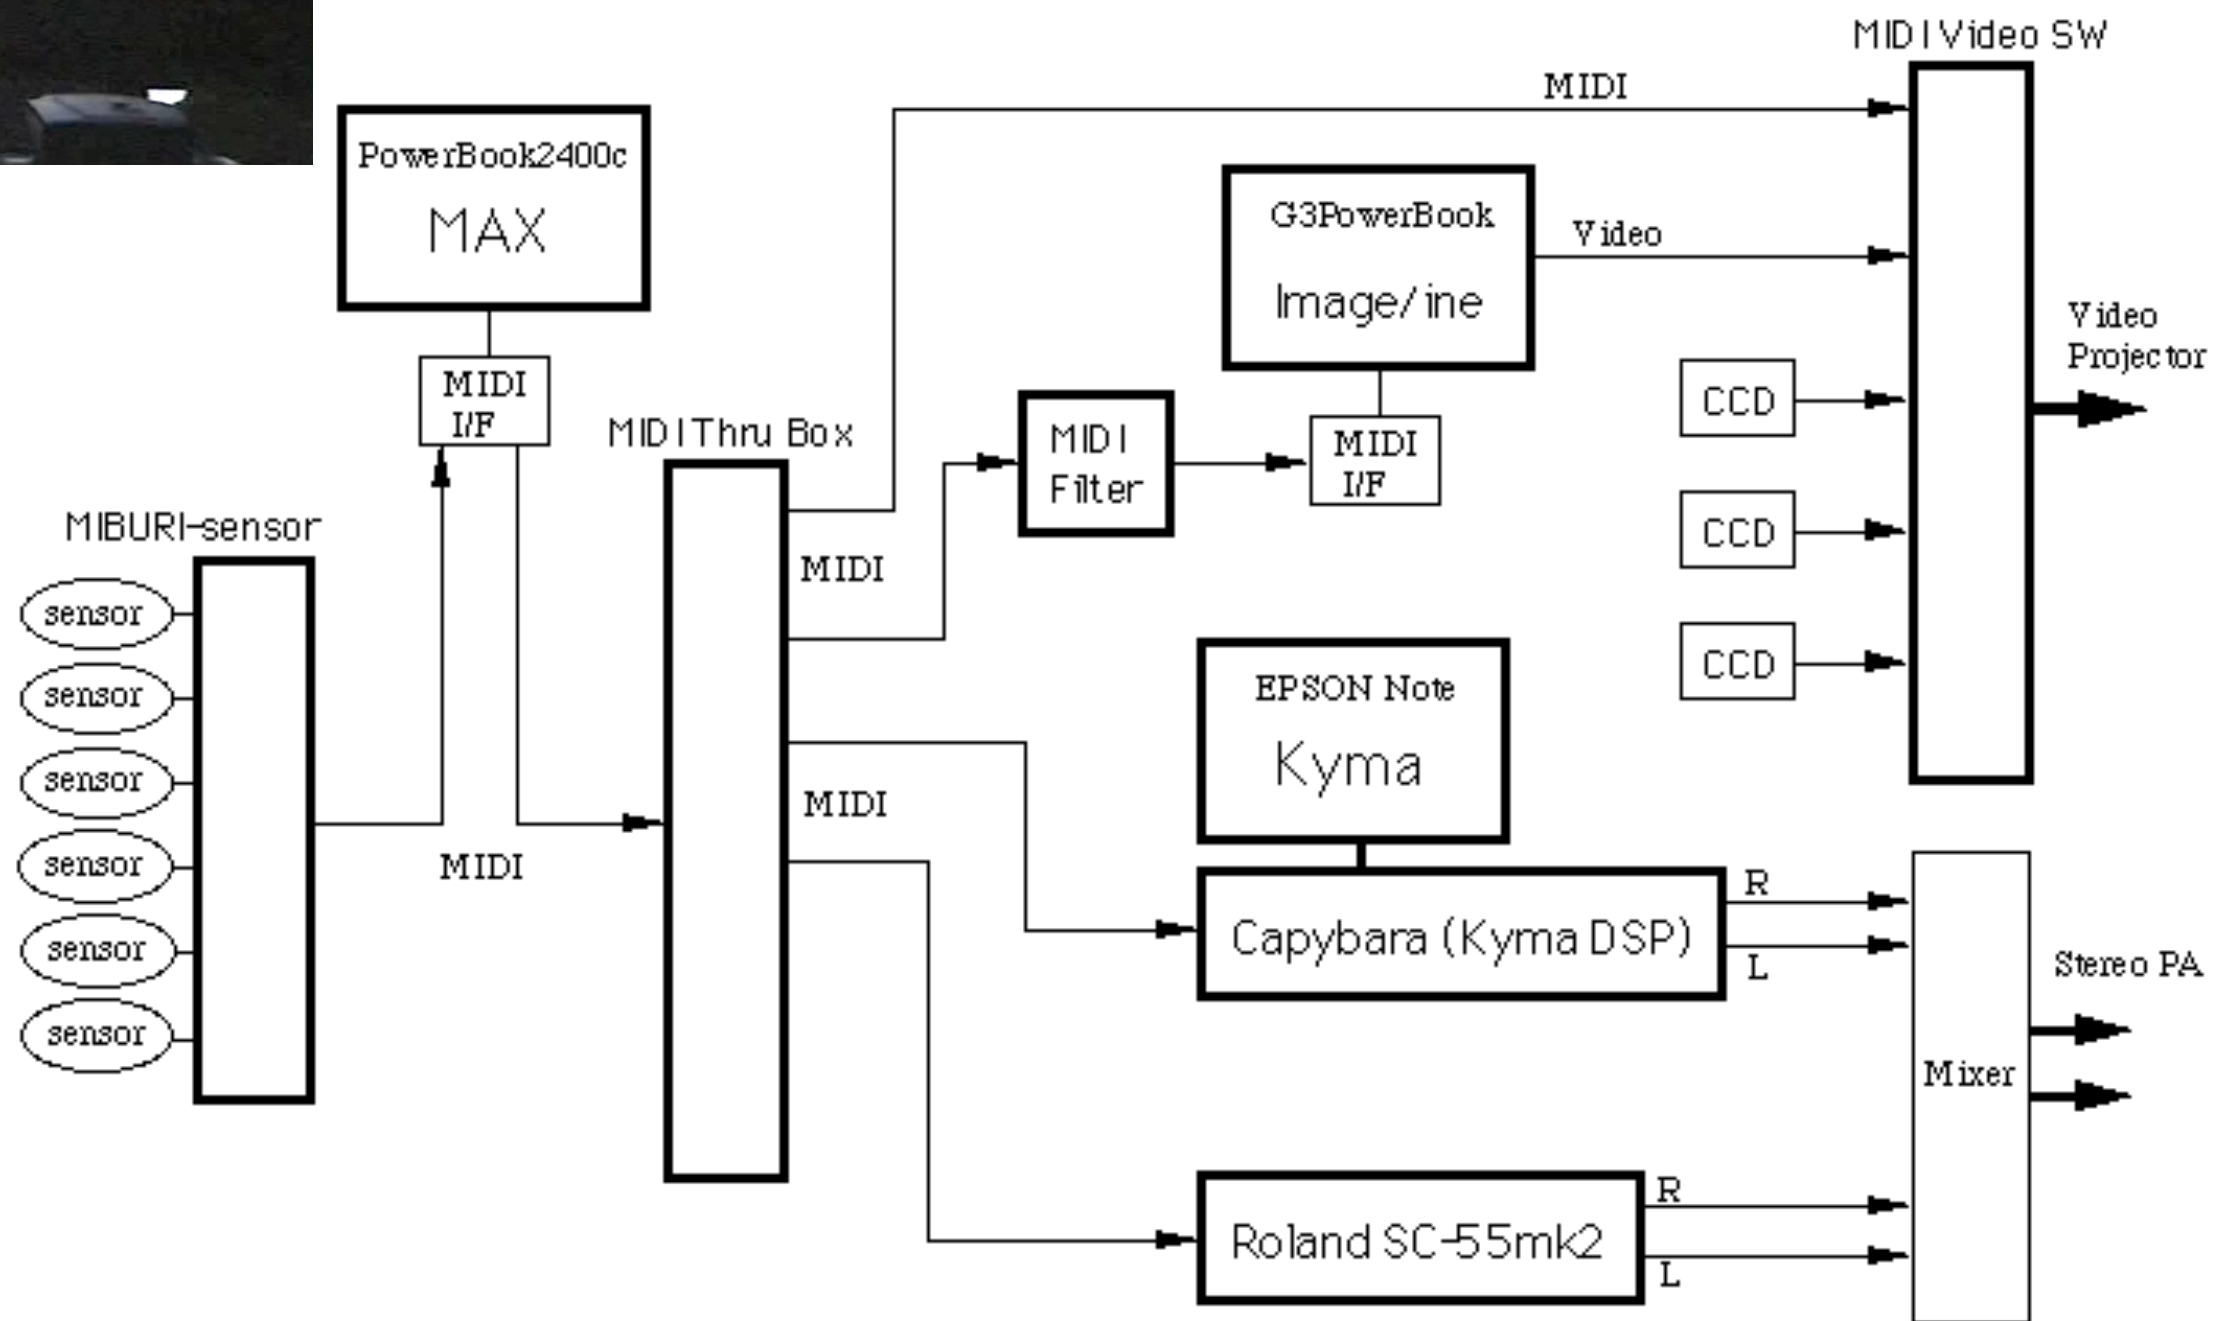 MIDI Video SW
MIDI
PowerBook2400c
MAX
G3PowerBook
Image/ine
Video
Video
Projector
MIDI
I/F
CCD
MIDI Thru Box
MIDI
Filter
MIDI
I/F
MIBURI-sensor
CCD
MIDI
sensor
sensor
CCD
EPSON Note
Kyma
sensor
MIDI
sensor
MIDI
R
Capybara (Kyma DSP)
L
Stereo PA
sensor
sensor
Mixer
R
Roland SC-55mk2
L